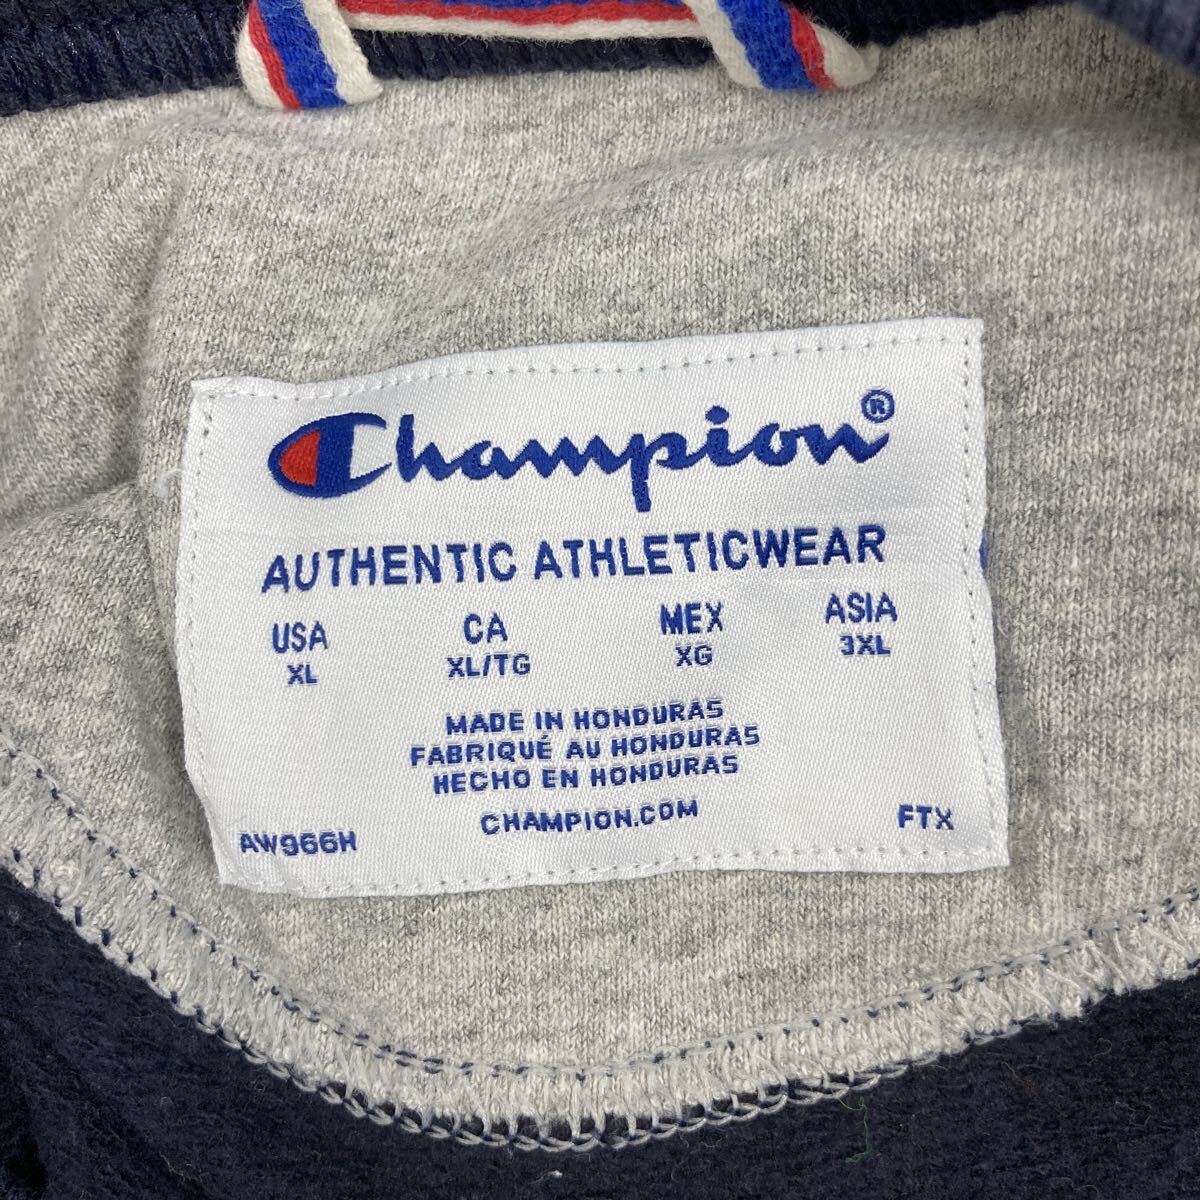 Champion®
AUTHENTIC ATHLETICWEAR
USA CA MEX ASIA
XL XL/TG XG 3XL
MADE IN HONDURAS
FABRIQUÉ AU HONDURAS
HECHO EN HONDURAS
AW966H CHAMPION.COM FTX